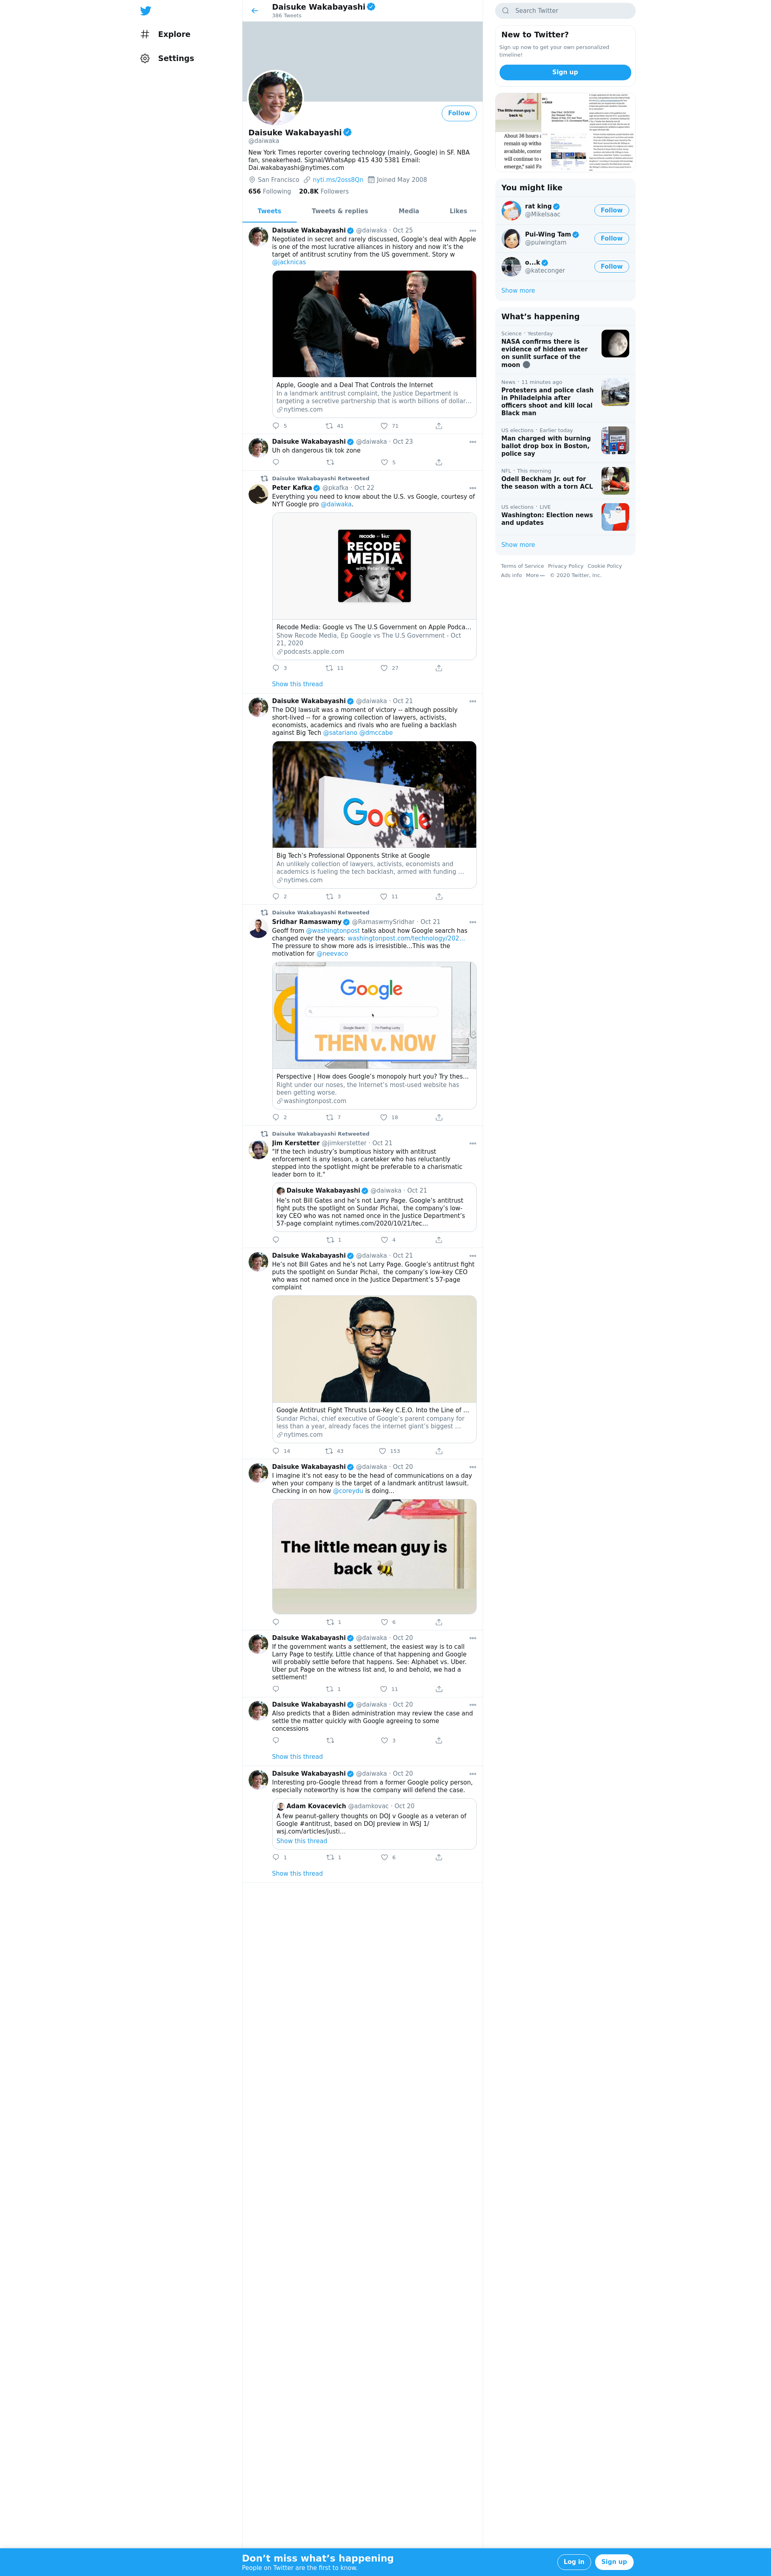 Explore
Settings
Daisuke Wakabayashi
386 Tweets
Follow
Daisuke Wakabayashi
@daiwaka
New York Times reporter covering technology (mainly, Google) in SF. NBA
fan, sneakerhead. Signal/WhatsApp 415 430 5381 Email:
Dai.wakabayashi@nytimes.com
San Francisco nyti.ms/2oss8Qn Joined May 2008
656 Following 20.8K Followers
Tweets Tweets & replies Media Likes
Daisuke Wakabayashi @daiwaka · Oct 25
Negotiated in secret and rarely discussed, Google's deal with Apple
is one of the most lucrative alliances in history and now it's the
target of antitrust scrutiny from the US government. Story w
@jacknicas
Apple, Google and a Deal That Controls the Internet
In a landmark antitrust complaint, the Justice Department is
targeting a secretive partnership that is worth billions of dollar...
nytimes.com
5 41 71
Daisuke Wakabayashi @daiwaka · Oct 23
Uh oh dangerous tik tok zone
5
Daisuke Wakabayashi Retweeted
Peter Kafka @pkafka · Oct 22
Everything you need to know about the U.S. vs Google, courtesy of
NYT Google pro @daiwaka.
recode by Vox
RECODE
MEDIA
with Peter Kafka
Recode Media: Google vs The U.S Government on Apple Podca...
Show Recode Media, Ep Google vs The U.S Government - Oct
21, 2020
podcasts.apple.com
3 11 27
Show this thread
Daisuke Wakabayashi @daiwaka · Oct 21
The DOJ lawsuit was a moment of victory -- although possibly
short-lived -- for a growing collection of lawyers, activists,
economists, academics and rivals who are fueling a backlash
against Big Tech @satariano @dmccabe
Google
Big Tech's Professional Opponents Strike at Google
An unlikely collection of lawyers, activists, economists and
academics is fueling the tech backlash, armed with funding ...
nytimes.com
2 3 11
Daisuke Wakabayashi Retweeted
Sridhar Ramaswamy @RamaswmySridhar · Oct 21
Geoff from @washingtonpost talks about how Google search has
changed over the years: washingtonpost.com/technology/202...
The pressure to show more ads is irresistible...This was the
motivation for @neevaco
Google
Google Search I'm Feeling Lucky
THEN v. NOW
Perspective | How does Google's monopoly hurt you? Try thes...
Right under our noses, the Internet's most-used website has
been getting worse.
washingtonpost.com
2 7 18
Daisuke Wakabayashi Retweeted
Jim Kerstetter @jimkerstetter · Oct 21
"If the tech industry's bumptious history with antitrust
enforcement is any lesson, a caretaker who has reluctantly
stepped into the spotlight might be preferable to a charismatic
leader born to it."
Daisuke Wakabayashi @daiwaka · Oct 21
He's not Bill Gates and he's not Larry Page. Google's antitrust
fight puts the spotlight on Sundar Pichai, the company's low-
key CEO who was not named once in the Justice Department's
57-page complaint nytimes.com/2020/10/21/tec...
1 4
Daisuke Wakabayashi @daiwaka · Oct 21
He's not Bill Gates and he's not Larry Page. Google's antitrust fight
puts the spotlight on Sundar Pichai, the company's low-key CEO
who was not named once in the Justice Department's 57-page
complaint
Google Antitrust Fight Thrusts Low-Key C.E.O. Into the Line of ...
Sundar Pichai, chief executive of Google's parent company for
less than a year, already faces the internet giant's biggest ...
nytimes.com
14 43 153
Daisuke Wakabayashi @daiwaka · Oct 20
I imagine it's not easy to be the head of communications on a day
when your company is the target of a landmark antitrust lawsuit.
Checking in on how @coreydu is doing...
The little mean guy is
back 🐝
1 6
Daisuke Wakabayashi @daiwaka · Oct 20
If the government wants a settlement, the easiest way is to call
Larry Page to testify. Little chance of that happening and Google
will probably settle before that happens. See: Alphabet vs. Uber.
Uber put Page on the witness list and, lo and behold, we had a
settlement!
1 11
Daisuke Wakabayashi @daiwaka · Oct 20
Also predicts that a Biden administration may review the case and
settle the matter quickly with Google agreeing to some
concessions
3
Show this thread
Daisuke Wakabayashi @daiwaka · Oct 20
Interesting pro-Google thread from a former Google policy person,
especially noteworthy is how the company will defend the case.
Adam Kovacevich @adamkovac · Oct 20
A few peanut-gallery thoughts on DOJ v Google as a veteran of
Google #antitrust, based on DOJ preview in WSJ 1/
wsj.com/articles/justi...
Show this thread
1 1 6
Show this thread
Search Twitter
New to Twitter?
Sign up now to get your own personalized
timeline!
Sign up
The little mean guy is
back 🐝
About 38 hours
remain up witho
available, conter
will continue to e
emerge," said Fa
You might like
rat king
@MikeIsaac
Follow
Pui-Wing Tam
@puiwingtam
Follow
o...k
@kateconger
Follow
Show more
What's happening
Science · Yesterday
NASA confirms there is
evidence of hidden water
on sunlit surface of the
moon 🌑
News · 11 minutes ago
Protesters and police clash
in Philadelphia after
officers shoot and kill local
Black man
US elections · Earlier today
Man charged with burning
ballot drop box in Boston,
police say
NFL · This morning
Odell Beckham Jr. out for
the season with a torn ACL
US elections · LIVE
Washington: Election news
and updates
Show more
Terms of Service Privacy Policy Cookie Policy
Ads info More © 2020 Twitter, Inc.
Don't miss what's happening
People on Twitter are the first to know.
Log in
Sign up